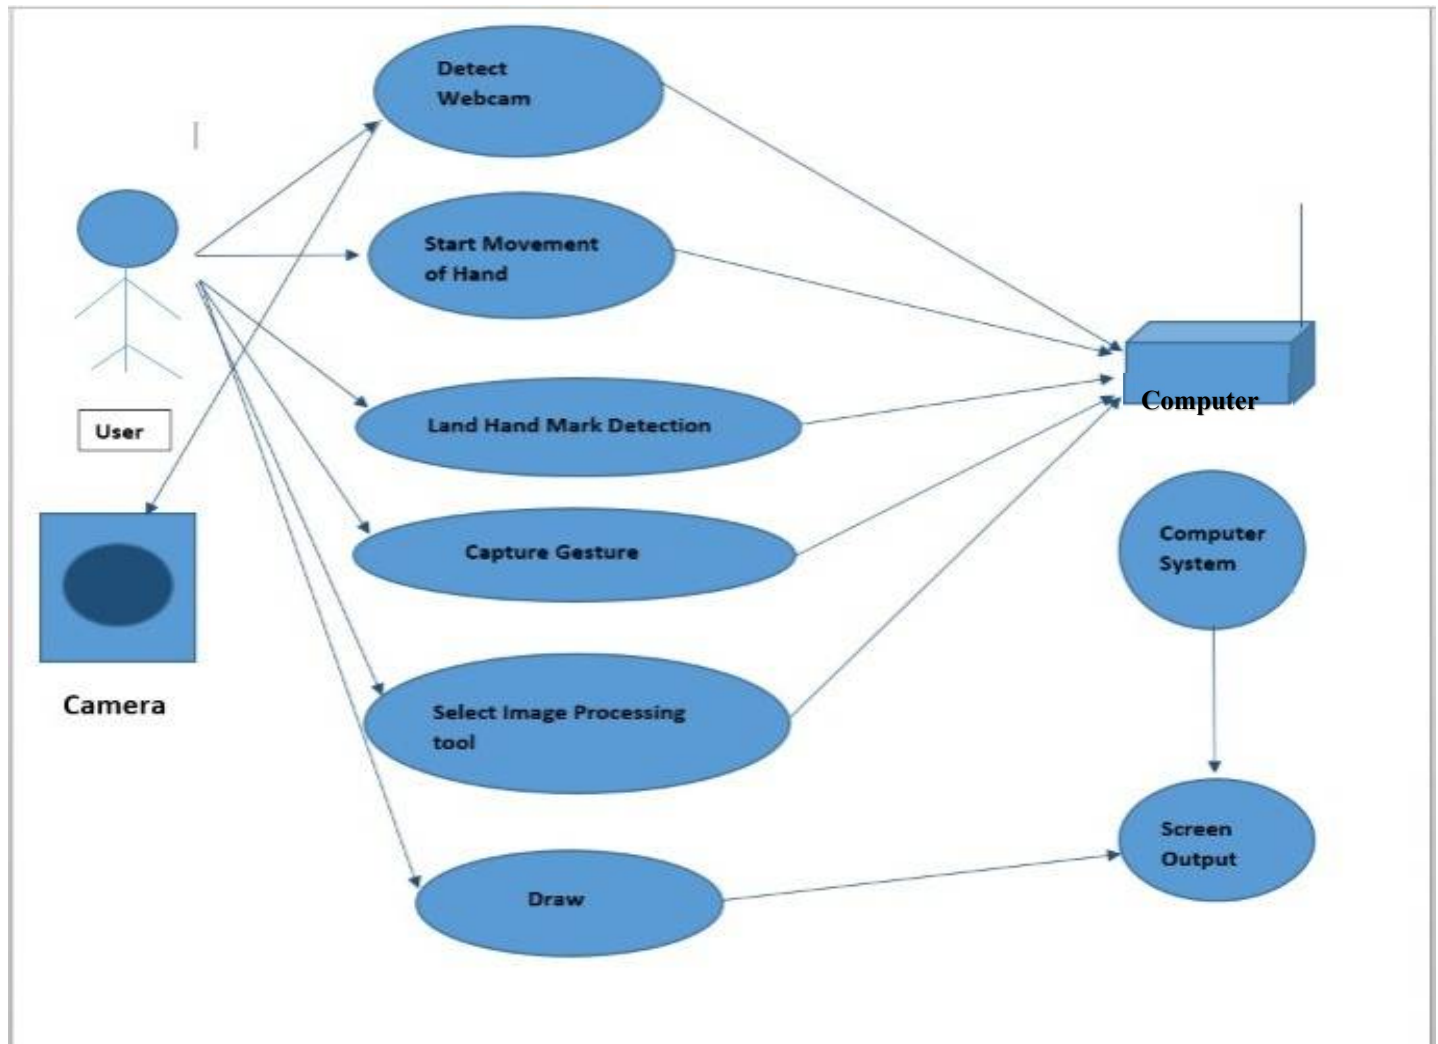 Detect
Webcam
Start Movement
of Hand
User
Land Hand Mark Detection
Computer
Camera
Capture Gesture
Computer
System
Select Image Processing
tool
Screen
Output
Draw